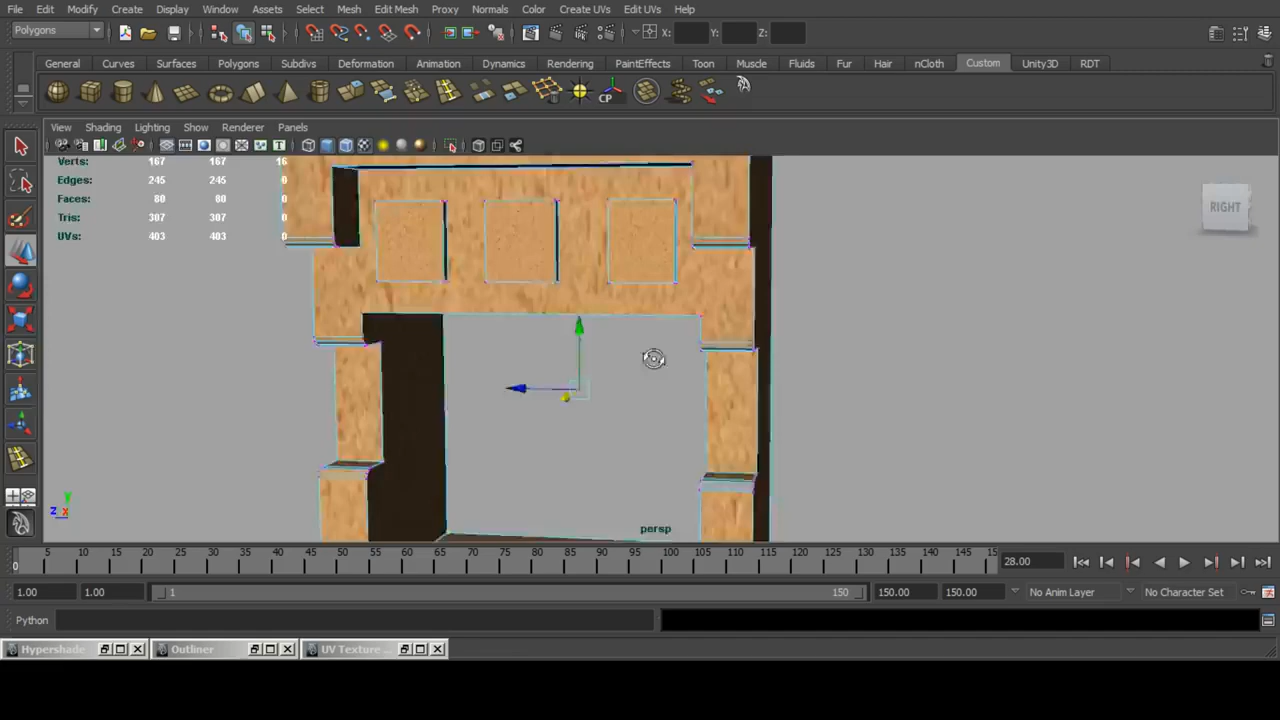 File Edit Modify Create Display Window Assets Select Mesh Edit Mesh Proxy Normals Color Create UVs Edit UVs Help
Polygons X: Y: Z:
General Curves Surfaces Polygons Subdivs Deformation Animation Dynamics Rendering PaintEffects Toon Muscle Fluids Fur Hair nCloth Custom Unity3D RDT
CP
View Shading Lighting Show Renderer Panels
Verts: 167 167 16
Edges: 245 245 0
Faces: 80 80 0
Tris: 307 307 0
UVs: 403 403 0
RIGHT
y
z x
persp
0 5 10 15 20 25 30 35 40 45 50 55 60 65 70 75 80 85 90 95 100 105 110 115 120 125 130 135 140 145 15 28.00
1.00 1.00 1 150 150.00 150.00 No Anim Layer No Character Set
Python
Hypershade Outliner UV Texture ...